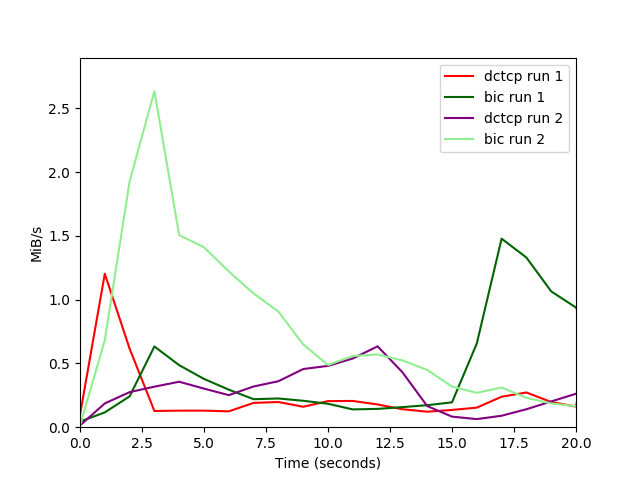 dctcp run 1
bic run 1
dctcp run 2
bic run 2
MiB/s
2.5
2.0
1.5
1.0
0.5
0.0
0.0 2.5 5.0 7.5 10.0 12.5 15.0 17.5 20.0
Time (seconds)